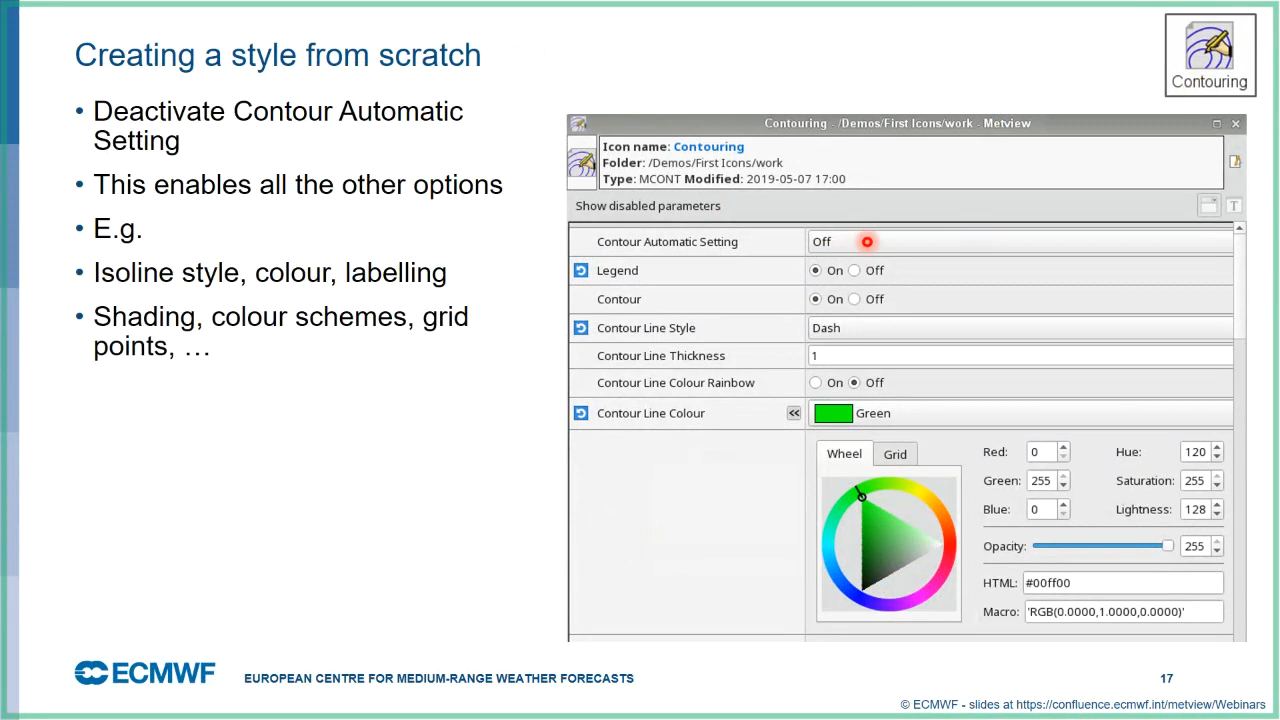 Creating a style from scratch
Contouring
• Deactivate Contour Automatic
Setting
• This enables all the other options
• E.g.
• Isoline style, colour, labelling
• Shading, colour schemes, grid
points, …
Contouring - /Demos/First Icons/work - Metview
Icon name: Contouring
Folder: /Demos/First Icons/work
Type: MCONT Modified: 2019-05-07 17:00
Show disabled parameters
T
Contour Automatic Setting Off
Legend On Off
Contour On Off
Contour Line Style Dash
Contour Line Thickness 1
Contour Line Colour Rainbow On Off
Contour Line Colour << Green
Wheel Grid
Red: 0 Hue: 120
Green: 255 Saturation: 255
Blue: 0 Lightness: 128
Opacity: 255
HTML: #00ff00
Macro: 'RGB(0.0000,1.0000,0.0000)'
ECMWF EUROPEAN CENTRE FOR MEDIUM-RANGE WEATHER FORECASTS 17
© ECMWF - slides at https://confluence.ecmwf.int/metview/Webinars